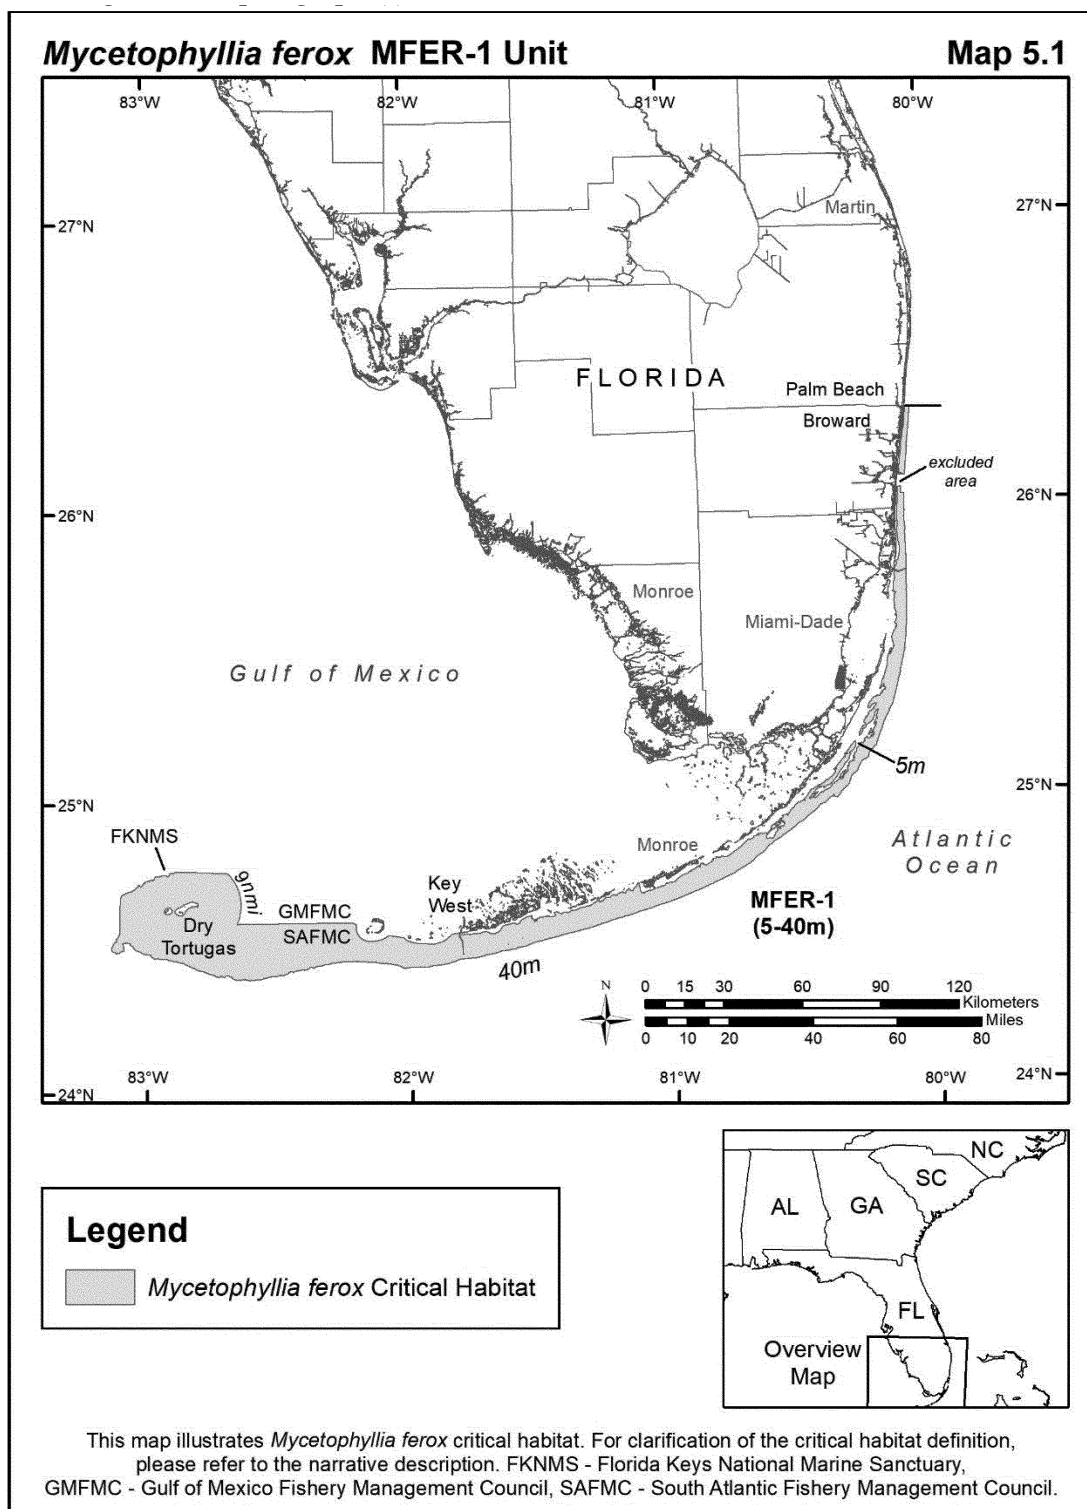 Mycetophyllia ferox MFER-1 Unit
Map 5.1
83°W
82°W
81°W
80°W
27°N
27°N
Martin
FLORIDA
Palm Beach
Broward
excluded
area
26°N
26°N
Monroe
Miami-Dade
Gulf of Mexico
5m
25°N
25°N
FKNMS
Atlantic
Ocean
Monroe
9nmi
Key
West
GMFMC
SAFMC
Dry
Tortugas
MFER-1
(5-40m)
40m
N
0 15 30 60 90 120
Kilometers
Miles
0 10 20 40 60 80
83°W
82°W
81°W
80°W
24°N
24°N
NC
SC
AL
GA
FL
Overview
Map
Legend
Mycetophyllia ferox Critical Habitat
This map illustrates Mycetophyllia ferox critical habitat. For clarification of the critical habitat definition,
please refer to the narrative description. FKNMS - Florida Keys National Marine Sanctuary,
GMFMC - Gulf of Mexico Fishery Management Council, SAFMC - South Atlantic Fishery Management Council.